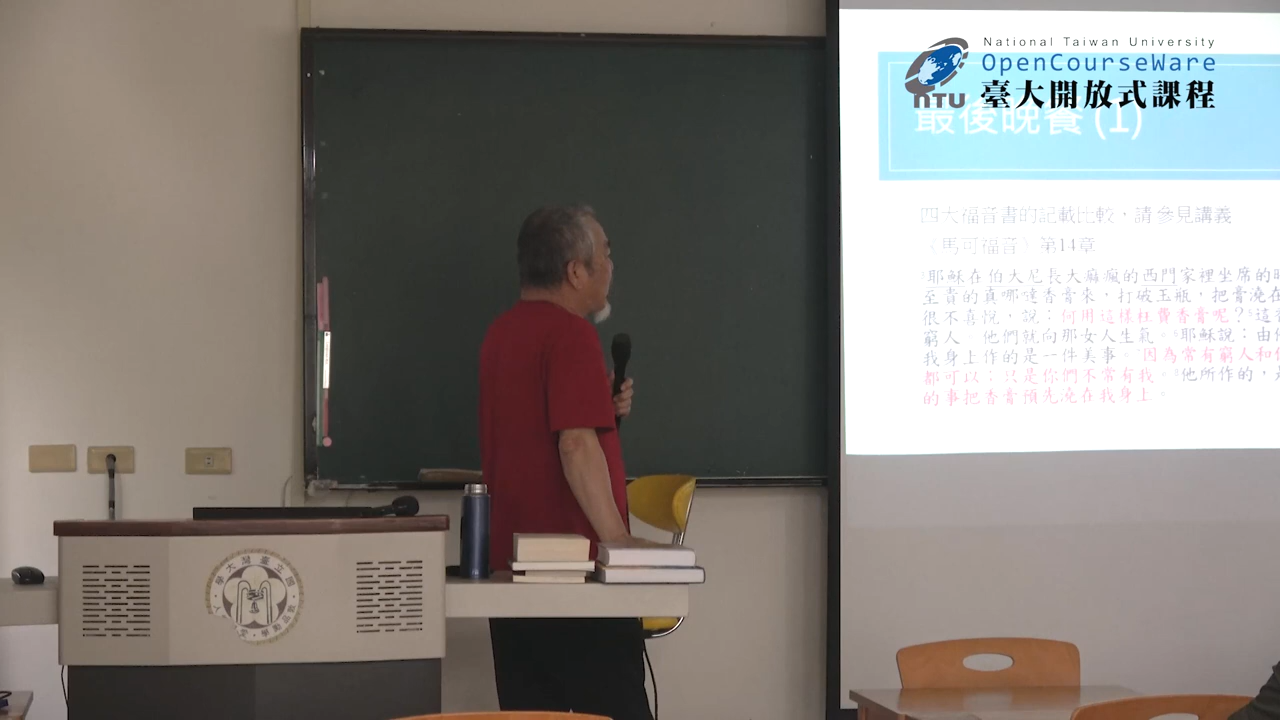 National Taiwan University
OpenCourseWare
NTU 臺大開放式課程
最後晚餐 (1)
四大福音書的記載比較，請參見講義
《馬可福音》第14章
耶穌在伯大尼長大痲瘋的西門家裡坐席的時
至貴的真哪噠香膏來，打破玉瓶，把膏澆在
很不喜悅，說：何用這樣枉費香膏呢？這香
窮人。他們就向那女人生氣。耶穌說：由他
我身上作的是一件美事。因為常有窮人和你
都可以；只是你們不常有我。他所作的，是
的事把香膏預先澆在我身上。